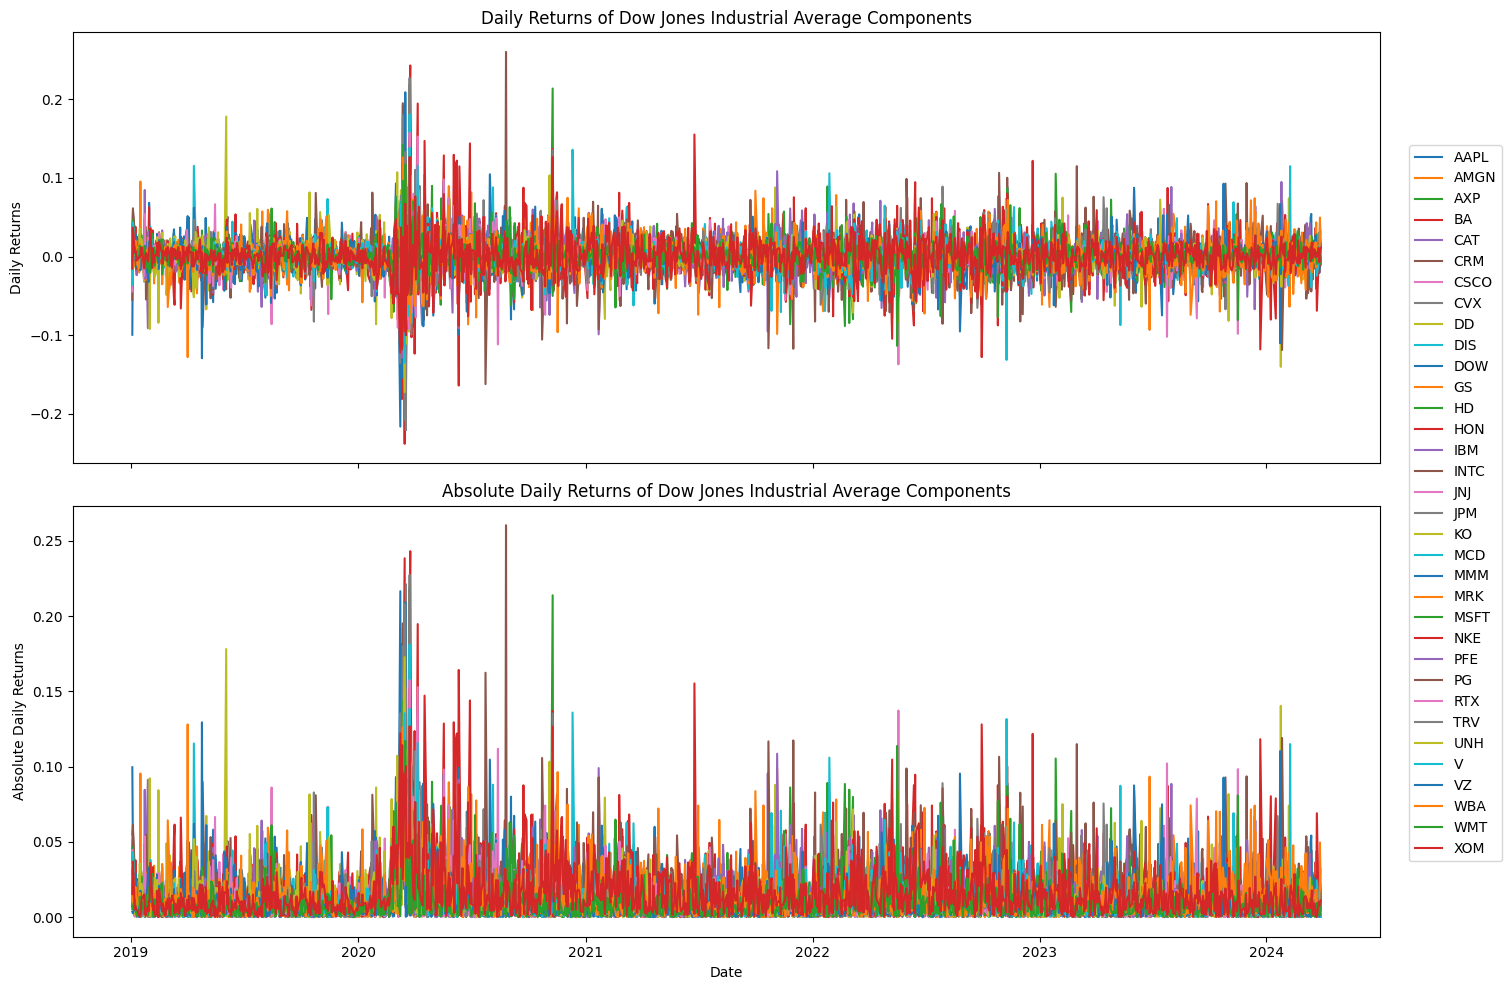 Daily Returns of Dow Jones Industrial Average Components
Daily Returns
0.2
0.1
0.0
−0.1
−0.2
Absolute Daily Returns of Dow Jones Industrial Average Components
Absolute Daily Returns
0.25
0.20
0.15
0.10
0.05
0.00
2019
2020
2021
2022
2023
2024
Date
AAPL
AMGN
AXP
BA
CAT
CRM
CSCO
CVX
DD
DIS
DOW
GS
HD
HON
IBM
INTC
JNJ
JPM
KO
MCD
MMM
MRK
MSFT
NKE
PFE
PG
RTX
TRV
UNH
V
VZ
WBA
WMT
XOM